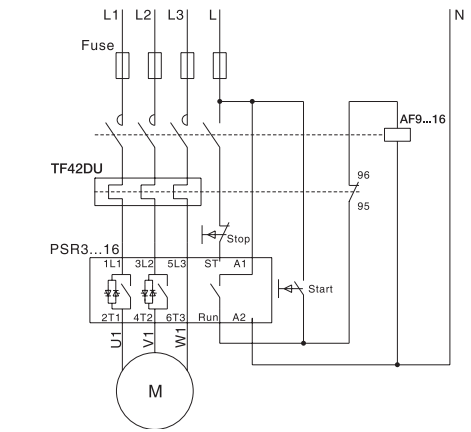 L1 L2 L3 L N
Fuse
AF9...16
TF42DU
96
95
Stop
PSR3...16
1L1 3L2 5L3 ST A1
Start
2T1 4T2 6T3 Run A2
U1 V1 W1
M